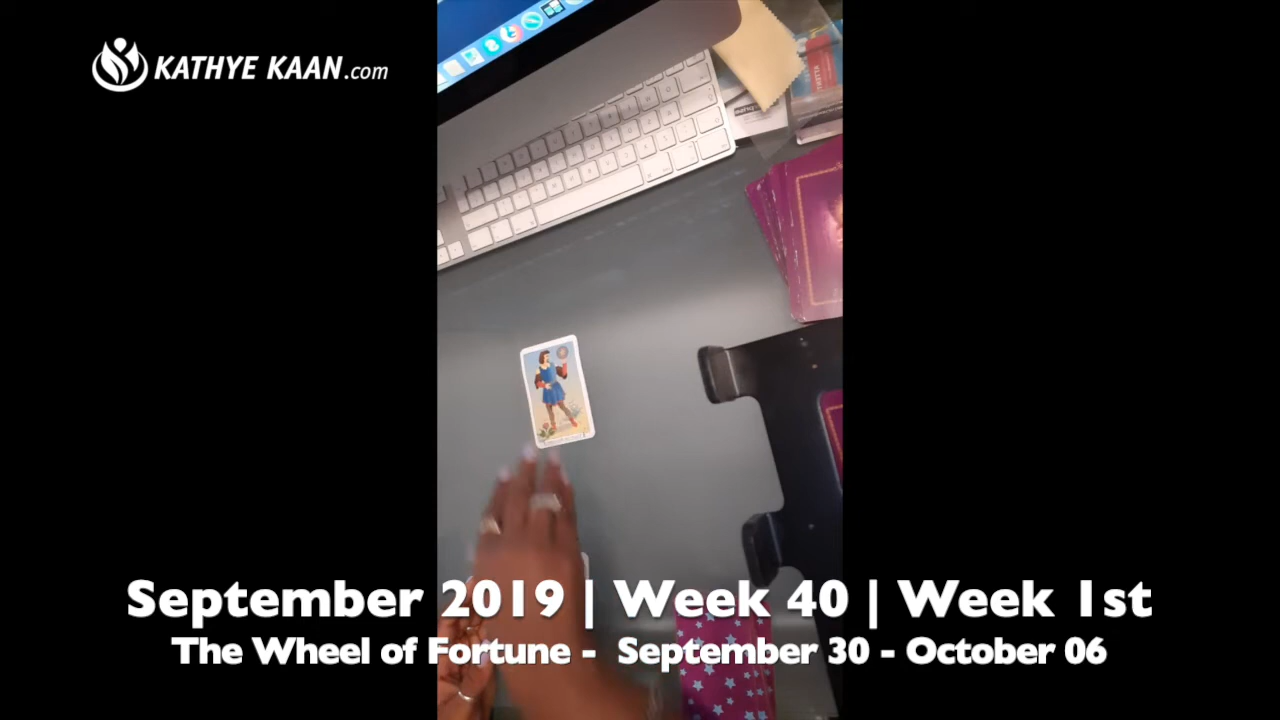 KATHYE KAAN.com
September 2019 | Week 40 | Week 1st
The Wheel of Fortune - September 30 - October 06